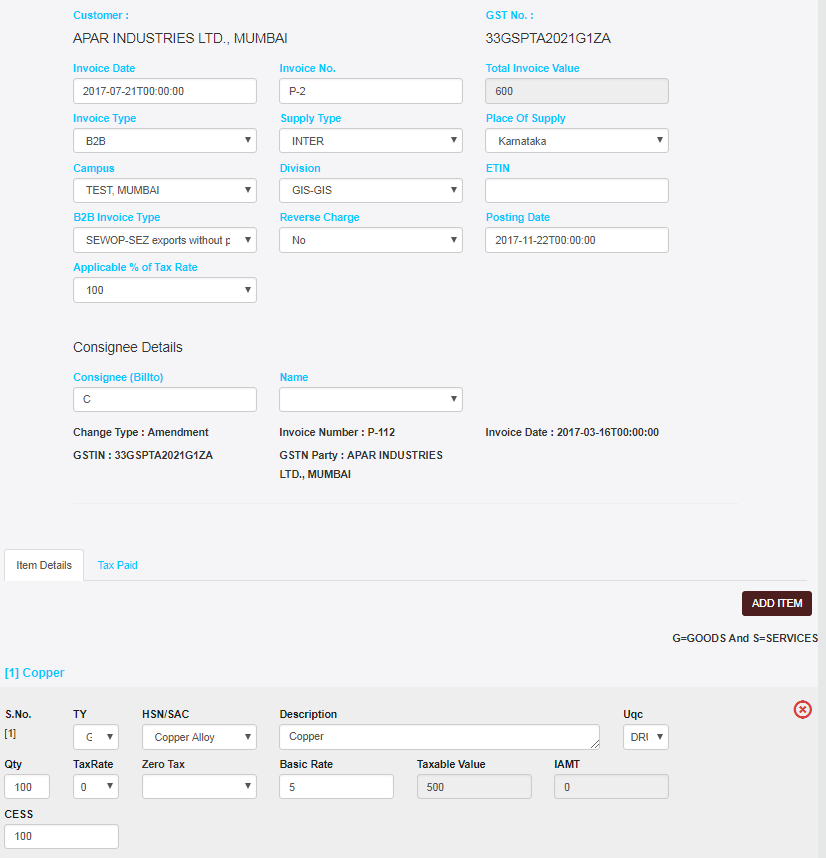 Customer :
GST No. :
APAR INDUSTRIES LTD., MUMBAI
33GSPTA2021G1ZA
Invoice Date
Invoice No.
Total Invoice Value
2017-07-21T00:00:00
P-2
600
Invoice Type
Supply Type
Place Of Supply
B2B
INTER
Karnataka
Campus
Division
ETIN
TEST, MUMBAI
GIS-GIS
B2B Invoice Type
Reverse Charge
Posting Date
SEWOP-SEZ exports without p
No
2017-11-22T00:00:00
Applicable % of Tax Rate
100
Consignee Details
Consignee (Billto)
Name
C
Change Type : Amendment
Invoice Number : P-112
Invoice Date : 2017-03-16T00:00:00
GSTIN : 33GSPTA2021G1ZA
GSTN Party : APAR INDUSTRIES
LTD., MUMBAI
Item Details
Tax Paid
ADD ITEM
G=GOODS And S=SERVICES
[1] Copper
S.No.
TY
HSN/SAC
Description
Uqc
[1]
G
Copper Alloy
Copper
DRU
Qty
TaxRate
Zero Tax
Basic Rate
Taxable Value
IAMT
100
0
5
500
0
CESS
100